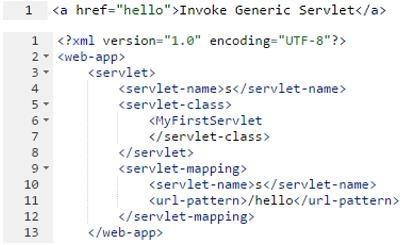 1 <a href="hello">Invoke Generic Servlet</a>
1 <?xml version="1.0" encoding="UTF-8"?>
2 <web-app>
3 <servlet>
4 <servlet-name>s</servlet-name>
5 <servlet-class>
6 <MyFirstServlet
7 </servlet-class>
8 </servlet>
9 <servlet-mapping>
10 <servlet-name>s</servlet-name>
11 <url-pattern>/hello</url-pattern>
12 </servlet-mapping>
13 </web-app>